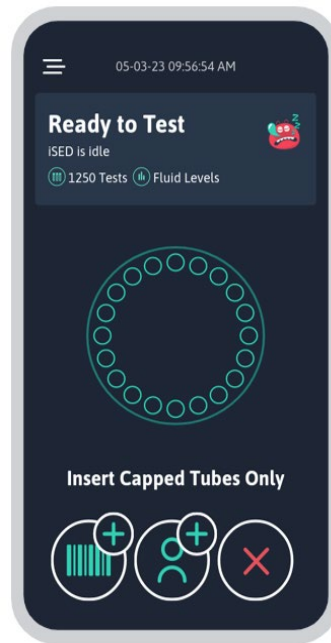 05-03-23 09:56:54 AM
Ready to Test
iSED is idle
1250 Tests Fluid Levels
Insert Capped Tubes Only